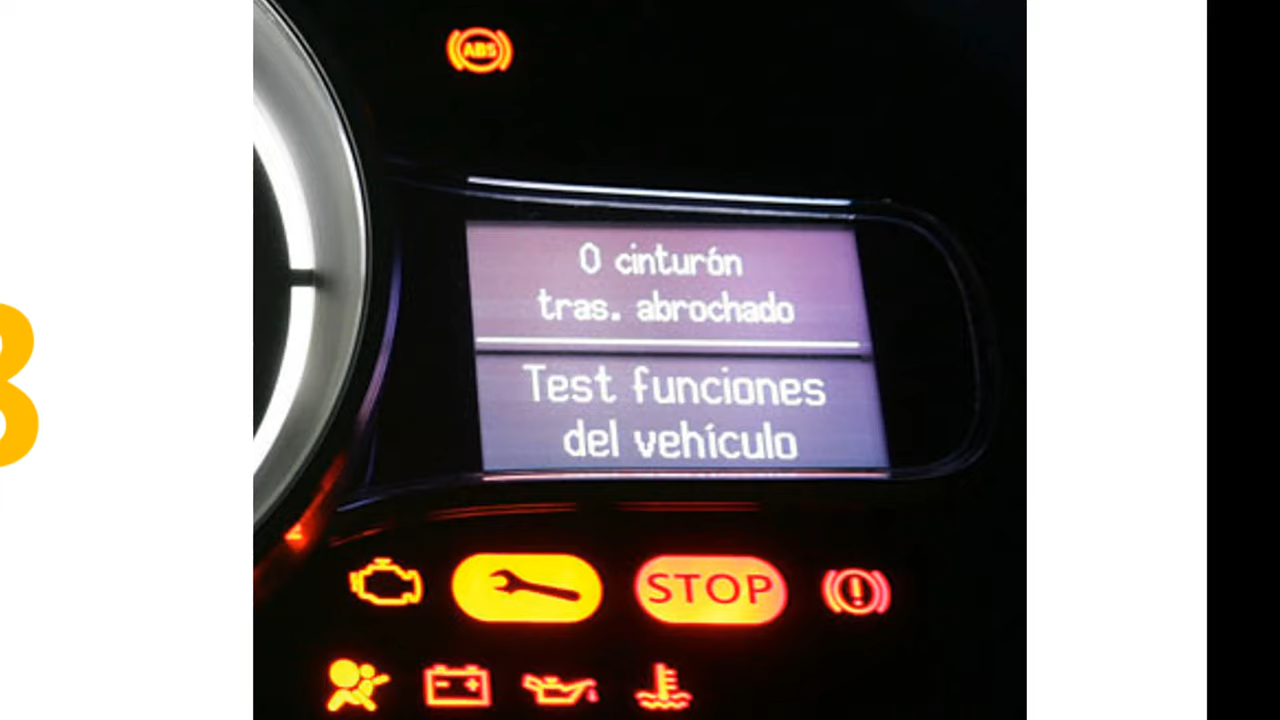 ABS
0 cinturón
tras. abrochado
Test funciones
del vehículo
STOP